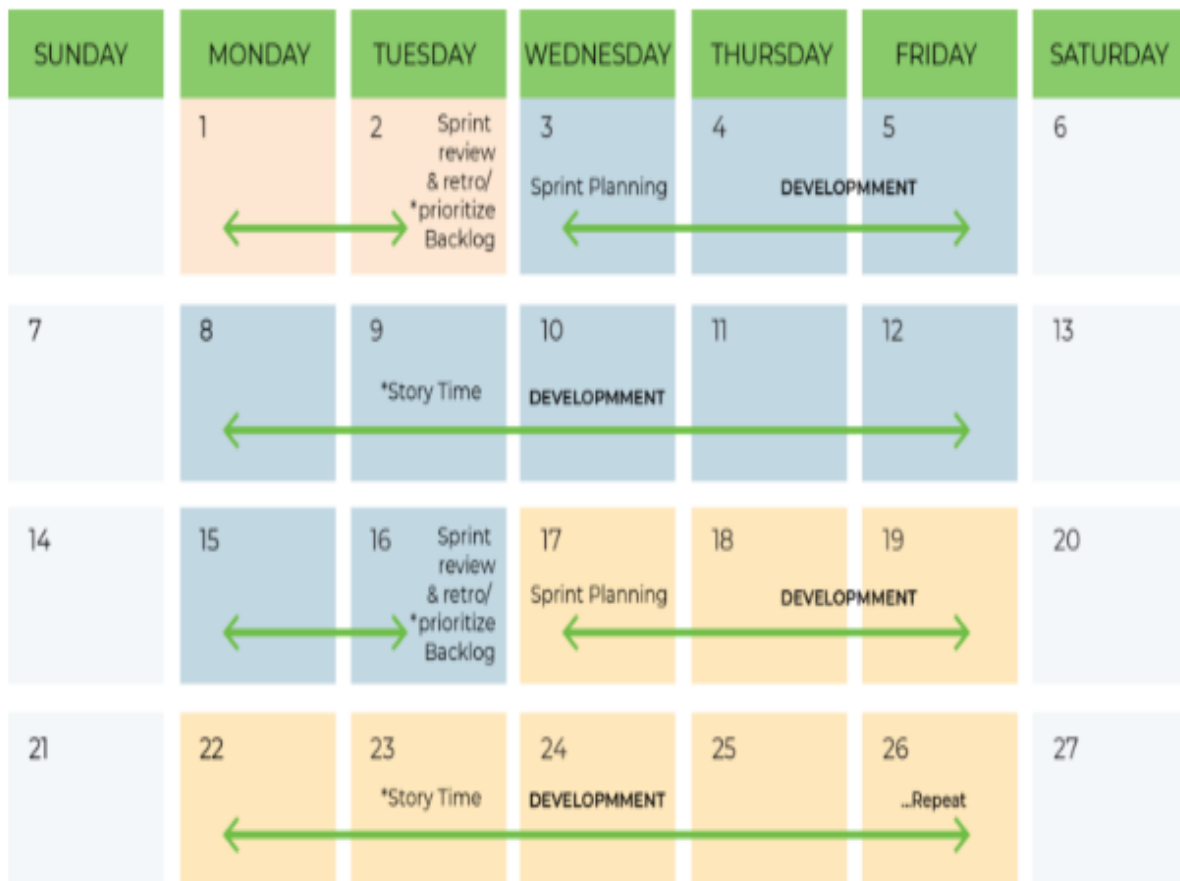 SUNDAY MONDAY TUESDAY WEDNESDAY THURSDAY FRIDAY SATURDAY
1 2 3 4 5 6
Sprint
review
& retro/
*prioritize
Backlog
Sprint Planning
DEVELOPMMENT
7 8 9 10 11 12 13
*Story Time
DEVELOPMMENT
14 15 16 17 18 19 20
Sprint
review
& retro/
*prioritize
Backlog
Sprint Planning
DEVELOPMMENT
21 22 23 24 25 26 27
*Story Time
DEVELOPMMENT
...Repeat